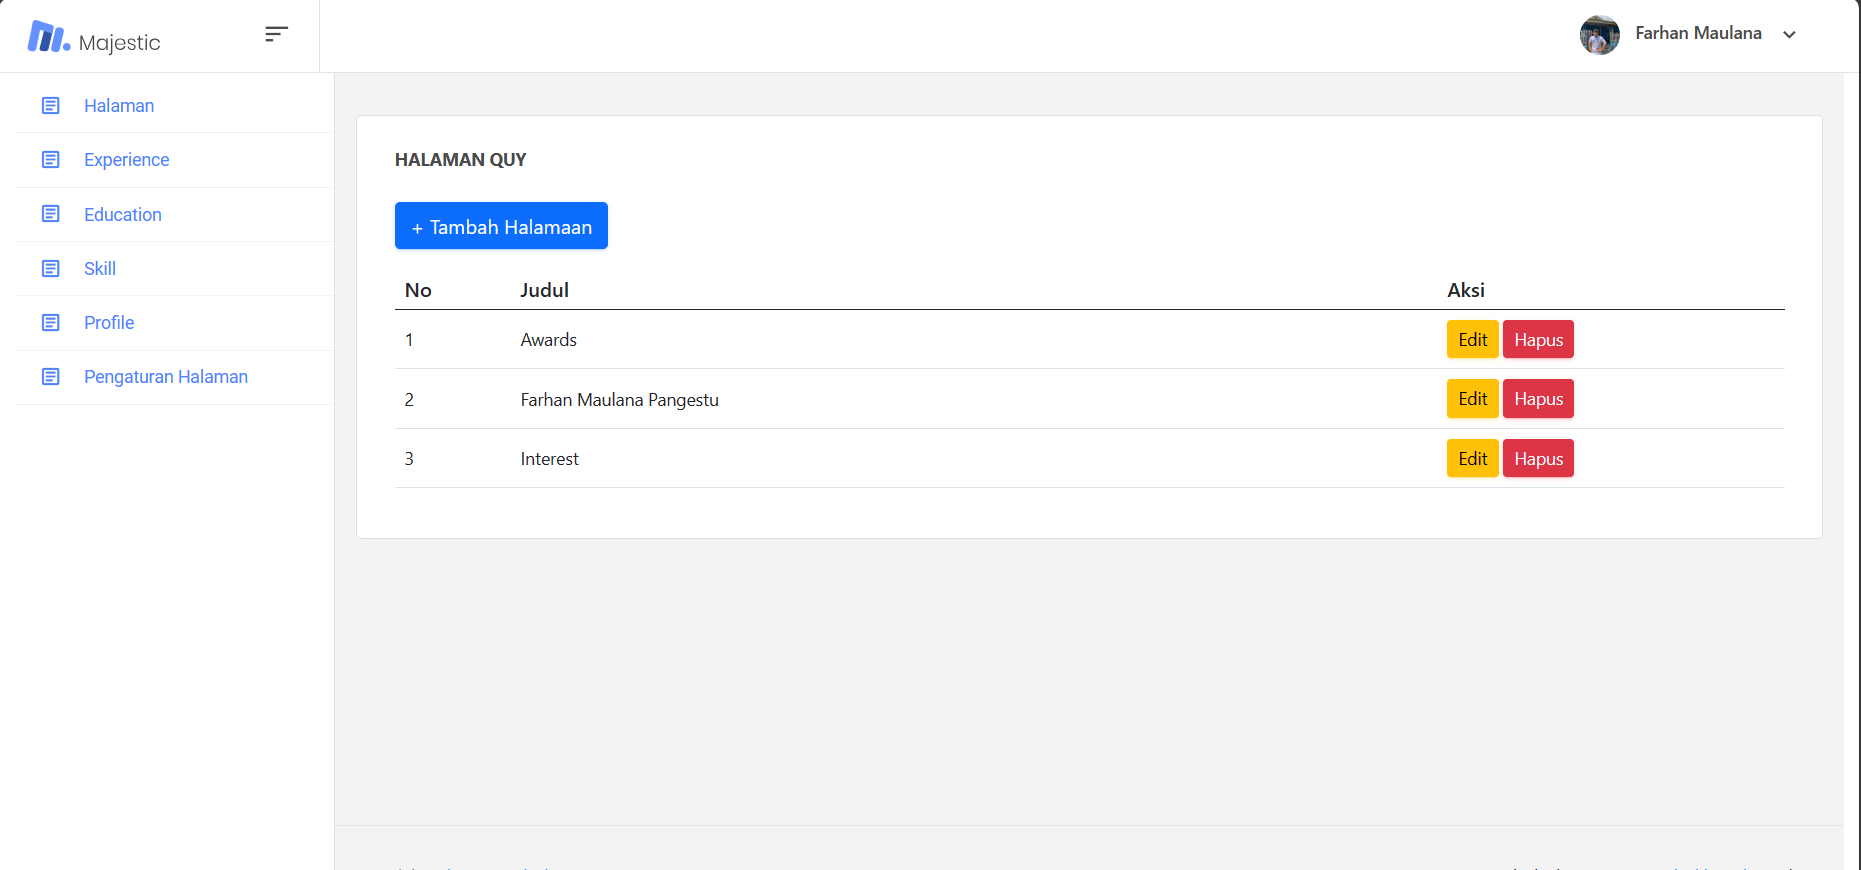 Majestic
Farhan Maulana
Halaman
Experience
Education
Skill
Profile
Pengaturan Halaman
HALAMAN QUY
+ Tambah Halamaan
No Judul Aksi
1 Awards Edit Hapus
2 Farhan Maulana Pangestu Edit Hapus
3 Interest Edit Hapus